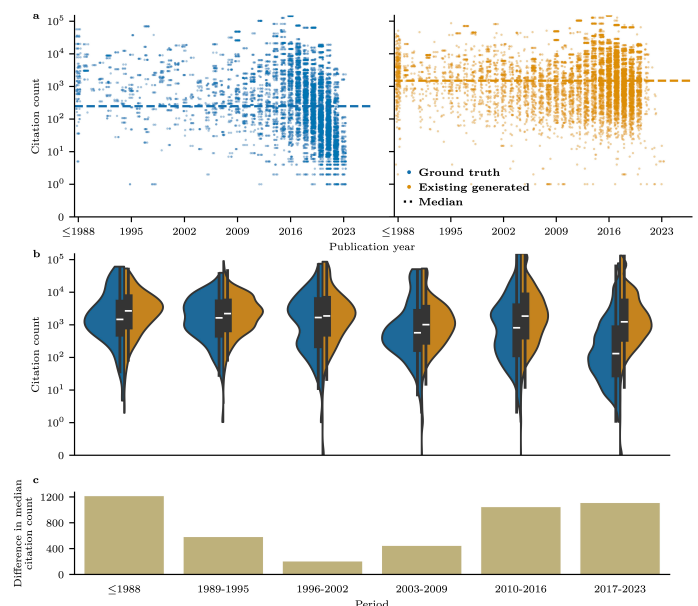 a
10⁵
10⁴
10³
10²
10¹
10⁰
0
Citation count
≤1988 1995 2002 2009 2016 2023
≤1988 1995 2002 2009 2016 2023
Publication year
Ground truth
Existing generated
Median
b
10⁵
10⁴
10³
10²
10¹
10⁰
0
Citation count
c
1200
800
400
0
Difference in median
citation count
≤1988 1989-1995 1996-2002 2003-2009 2010-2016 2017-2023
Period